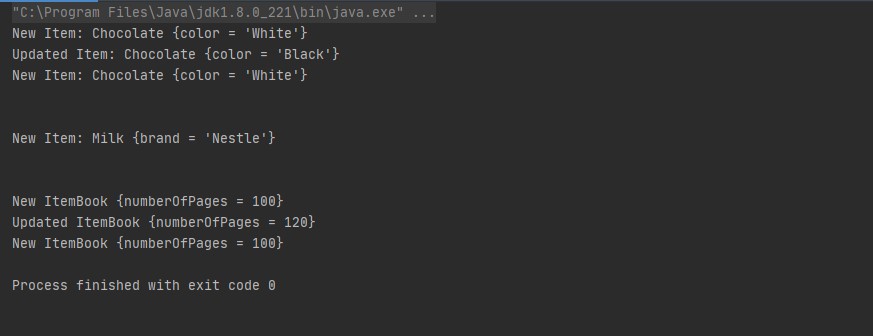 "C:\Program Files\Java\jdk1.8.0_221\bin\java.exe" ...
New Item: Chocolate {color = 'White'}
Updated Item: Chocolate {color = 'Black'}
New Item: Chocolate {color = 'White'}
New Item: Milk {brand = 'Nestle'}
New ItemBook {numberOfPages = 100}
Updated ItemBook {numberOfPages = 120}
New ItemBook {numberOfPages = 100}
Process finished with exit code 0